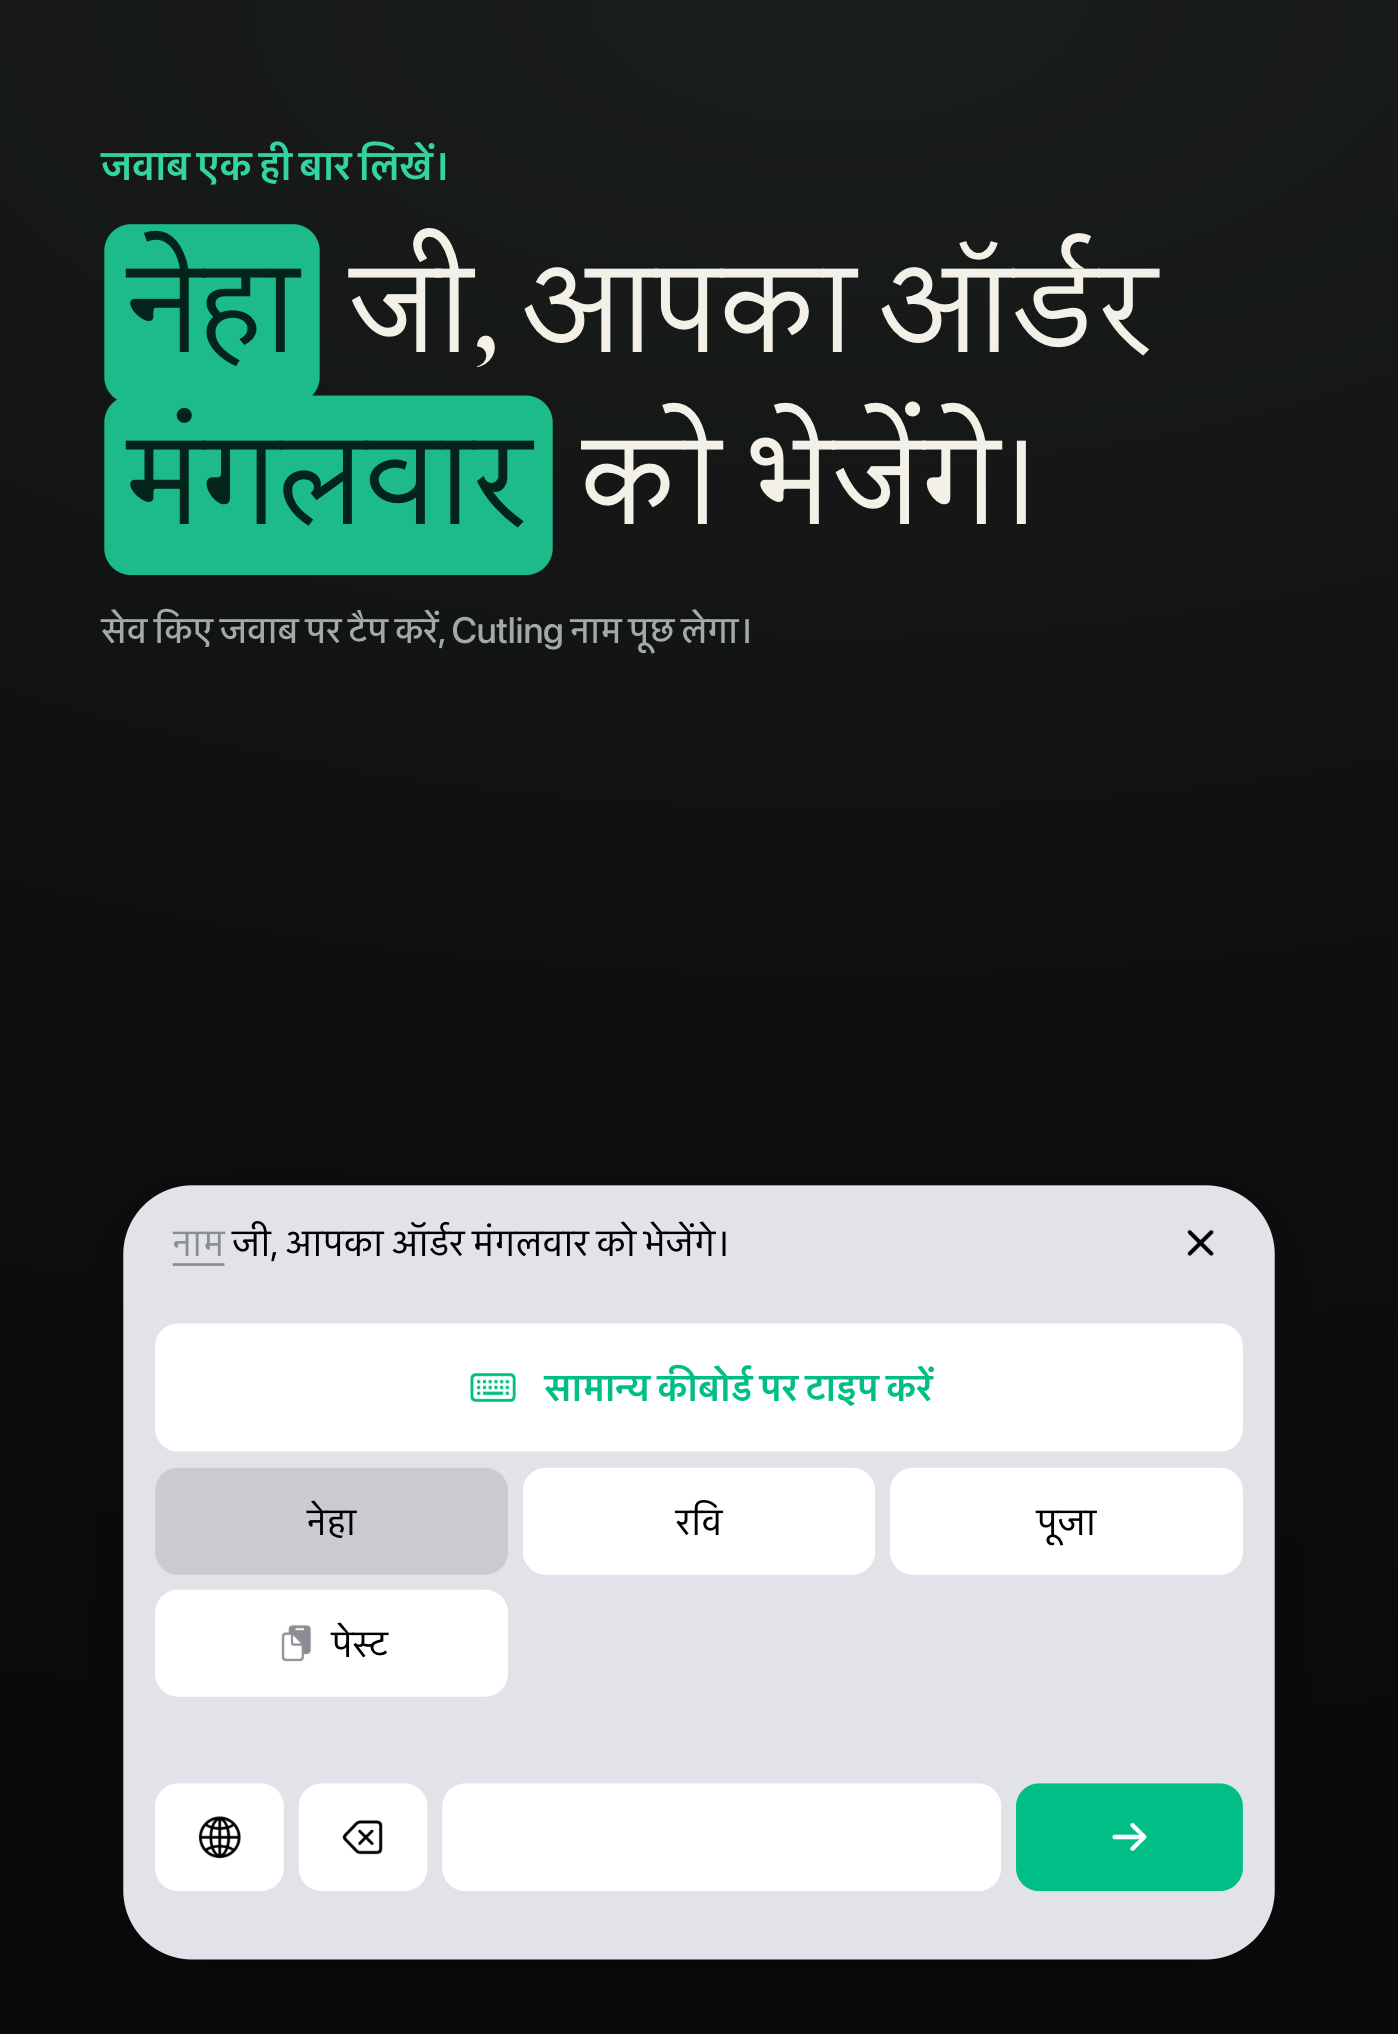 जवाब एक ही बार लिखें।
नेहा जी, आपका ऑर्डर
मंगलवार को भेजेंगे।
सेव किए जवाब पर टैप करें, Cutling नाम पूछ लेगा।
नाम जी, आपका ऑर्डर मंगलवार को भेजेंगे।
सामान्य कीबोर्ड पर टाइप करें
नेहा
रवि
पूजा
पेस्ट